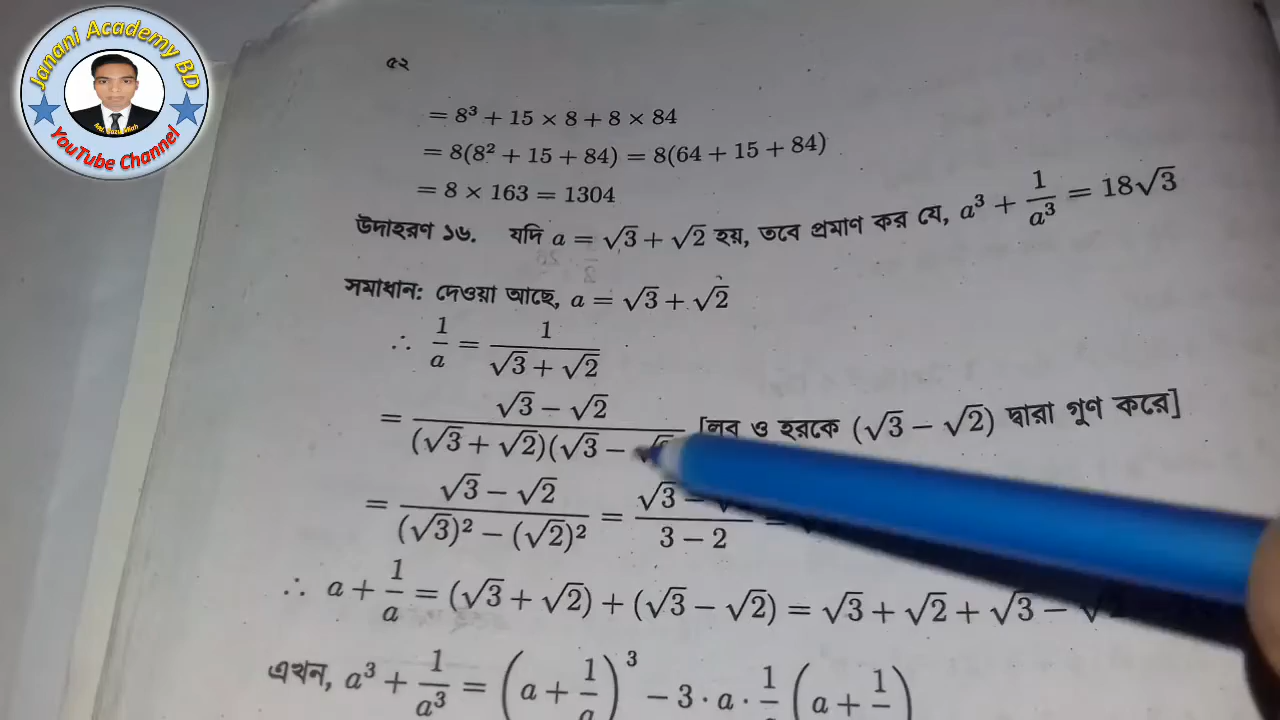 Janani Academy BD
YouTube Channel
৫২
= 8³ + 15 × 8 + 8 × 84
= 8(8² + 15 + 84) = 8(64 + 15 + 84)
= 8 × 163 = 1304
উদাহরণ ১৬. যদি a = √3 + √2 হয়, তবে প্রমাণ কর যে, a³ + 1/a³ = 18√3
সমাধান: দেওয়া আছে, a = √3 + √2
∴ 1/a = 1/(√3 + √2)
= (√3 − √2)/((√3 + √2)(√3 − [লব ও হরকে (√3 − √2) দ্বারা গুণ করে]
= (√3 − √2)/((√3)² − (√2)²) = (√3 − √)/(3 − 2) =
∴ a + 1/a = (√3 + √2) + (√3 − √2) = √3 + √2 + √3 − √2
এখন, a³ + 1/a³ = (a + 1/a)³ − 3 · a · 1/a (a + 1/